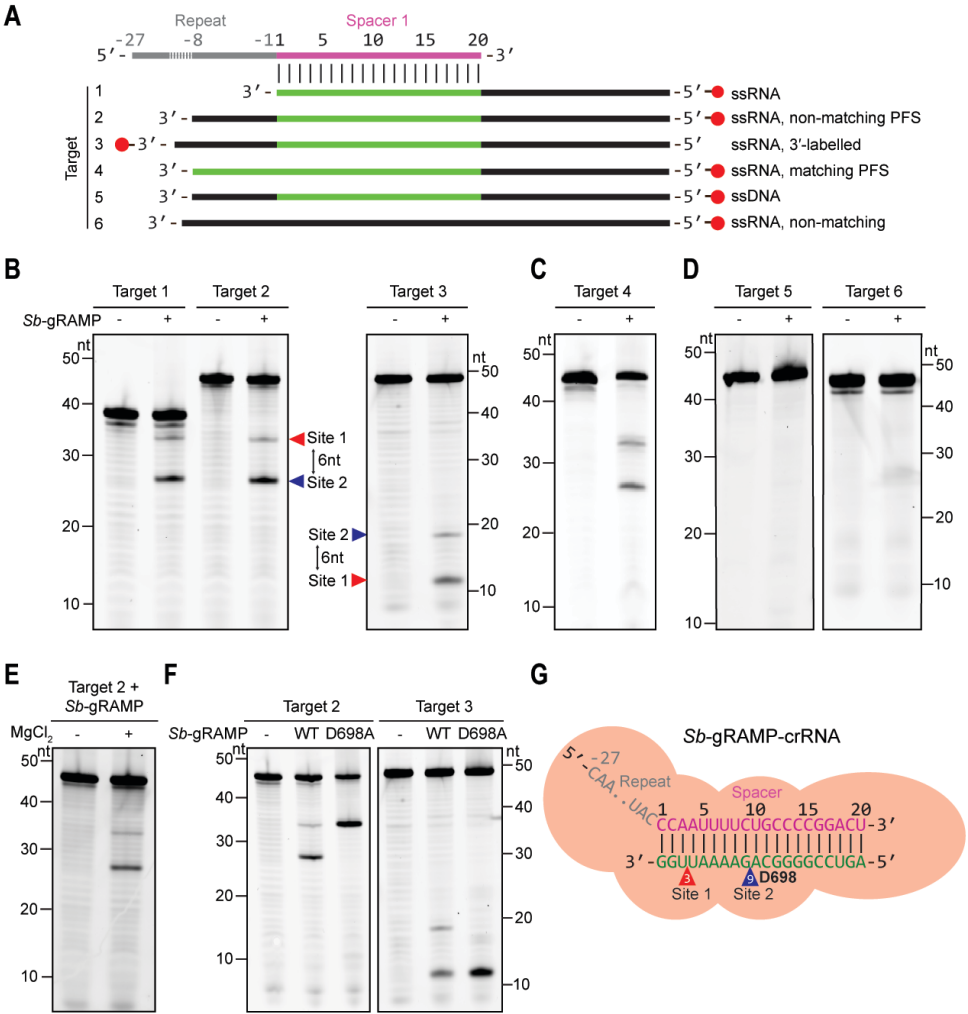 A
Repeat
Spacer 1
-27 -8 -1 1 5 10 15 20
5′- -3′
Target
1 3′- -5′ ssRNA
2 3′- -5′ ssRNA, non-matching PFS
3 3′- -5′ ssRNA, 3′-labelled
4 3′- -5′ ssRNA, matching PFS
5 3′- -5′ ssDNA
6 3′- -5′ ssRNA, non-matching
B
Target 1 Target 2 Target 3
Sb-gRAMP - + - + - +
nt
50
40
30
20
10
Site 1
6nt
Site 2
Site 2
6nt
Site 1
nt
50
40
30
20
10
C
Target 4
- +
nt
50
40
30
20
10
D
Target 5 Target 6
- + - +
nt
50
40
30
20
10
nt
50
40
30
20
10
E
Target 2 +
Sb-gRAMP
MgCl2 - +
nt
50
40
30
20
10
F
Target 2 Target 3
Sb-gRAMP - WT D698A - WT D698A
nt
50
40
30
20
10
nt
50
40
30
20
10
G
Sb-gRAMP-crRNA
5′- -27
CAA..UAC
Repeat
Spacer
1 5 10 15 20
CCAAUUUUCUGCCCCGGACU-3′
3′-GGUUAAAAGACGGGGCCUGA-5′
3 9 D698
Site 1 Site 2